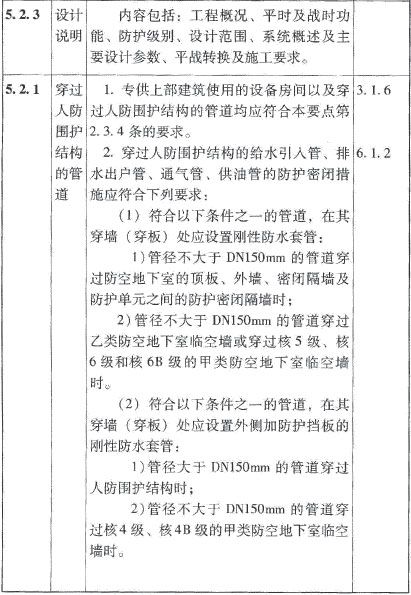 5.2.3 设计 内容包括：工程概况、平时及战时功
说明 能、防护级别、设计范围、系统概述及主
要设计参数、平战转换及施工要求。
5.2.1 穿过 1. 专供上部建筑使用的设备房间以及穿 3.1.6
人防 过人防围护结构的管道均应符合本要点第
围护 2.3.4 条的要求。
结构 2. 穿过人防围护结构的给水引入管、排 6.1.2
的管 水出户管、通气管、供油管的防护密闭措
道 施应符合下列要求：
（1）符合以下条件之一的管道，在其
穿墙（穿板）处应设置刚性防水套管：
1）管径不大于 DN150mm 的管道穿
过防空地下室的顶板、外墙、密闭隔墙及
防护单元之间的防护密闭隔墙时；
2）管径不大于 DN150mm 的管道穿过
乙类防空地下室临空墙或穿过核 5 级、核
6 级和核 6B 级的甲类防空地下室临空墙
时。
（2）符合以下条件之一的管道，在其
穿墙（穿板）处应设置外侧加防护挡板的
刚性防水套管：
1）管径大于 DN150mm 的管道穿过
人防围护结构时；
2）管径不大于 DN150mm 的管道穿
过核 4 级、核 4B 级的甲类防空地下室临空
墙时。